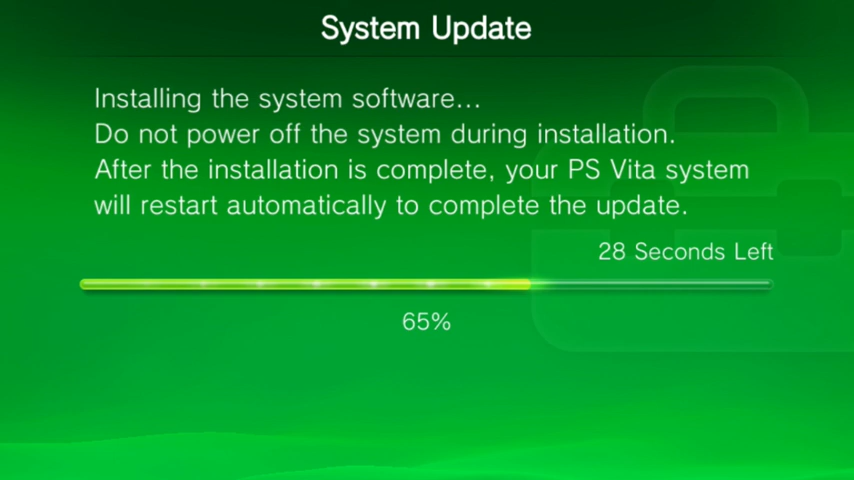 System Update
Installing the system software...
Do not power off the system during installation.
After the installation is complete, your PS Vita system
will restart automatically to complete the update.
28 Seconds Left
65%